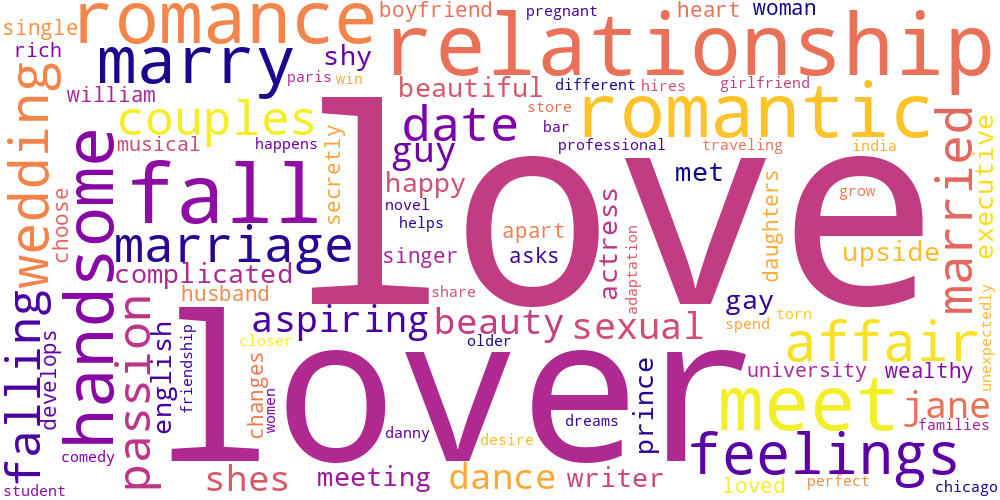 single
romance
boyfriend
pregnant
heart
woman
rich
marry
shy
relationship
paris
win
william
beautiful
different
hires
girlfriend
wedding
couples
date
store
romantic
married
executive
musical
happens
guy
bar
professional
traveling
india
handsome
fall
secretly
love
met
choose
happy
novel
helps
actress
daughters
grow
marriage
singer
apart
asks
adaptation
upside
complicated
husband
share
gay
spend
torn
unexpectedly
falling
develops
passion
english
friendship
aspiring
beauty
sexual
affair
closer
older
lover
changes
women
prince
university
wealthy
meet
jane
families
danny
desire
dreams
feelings
comedy
student
shes
meeting
dance
writer
loved
perfect
chicago